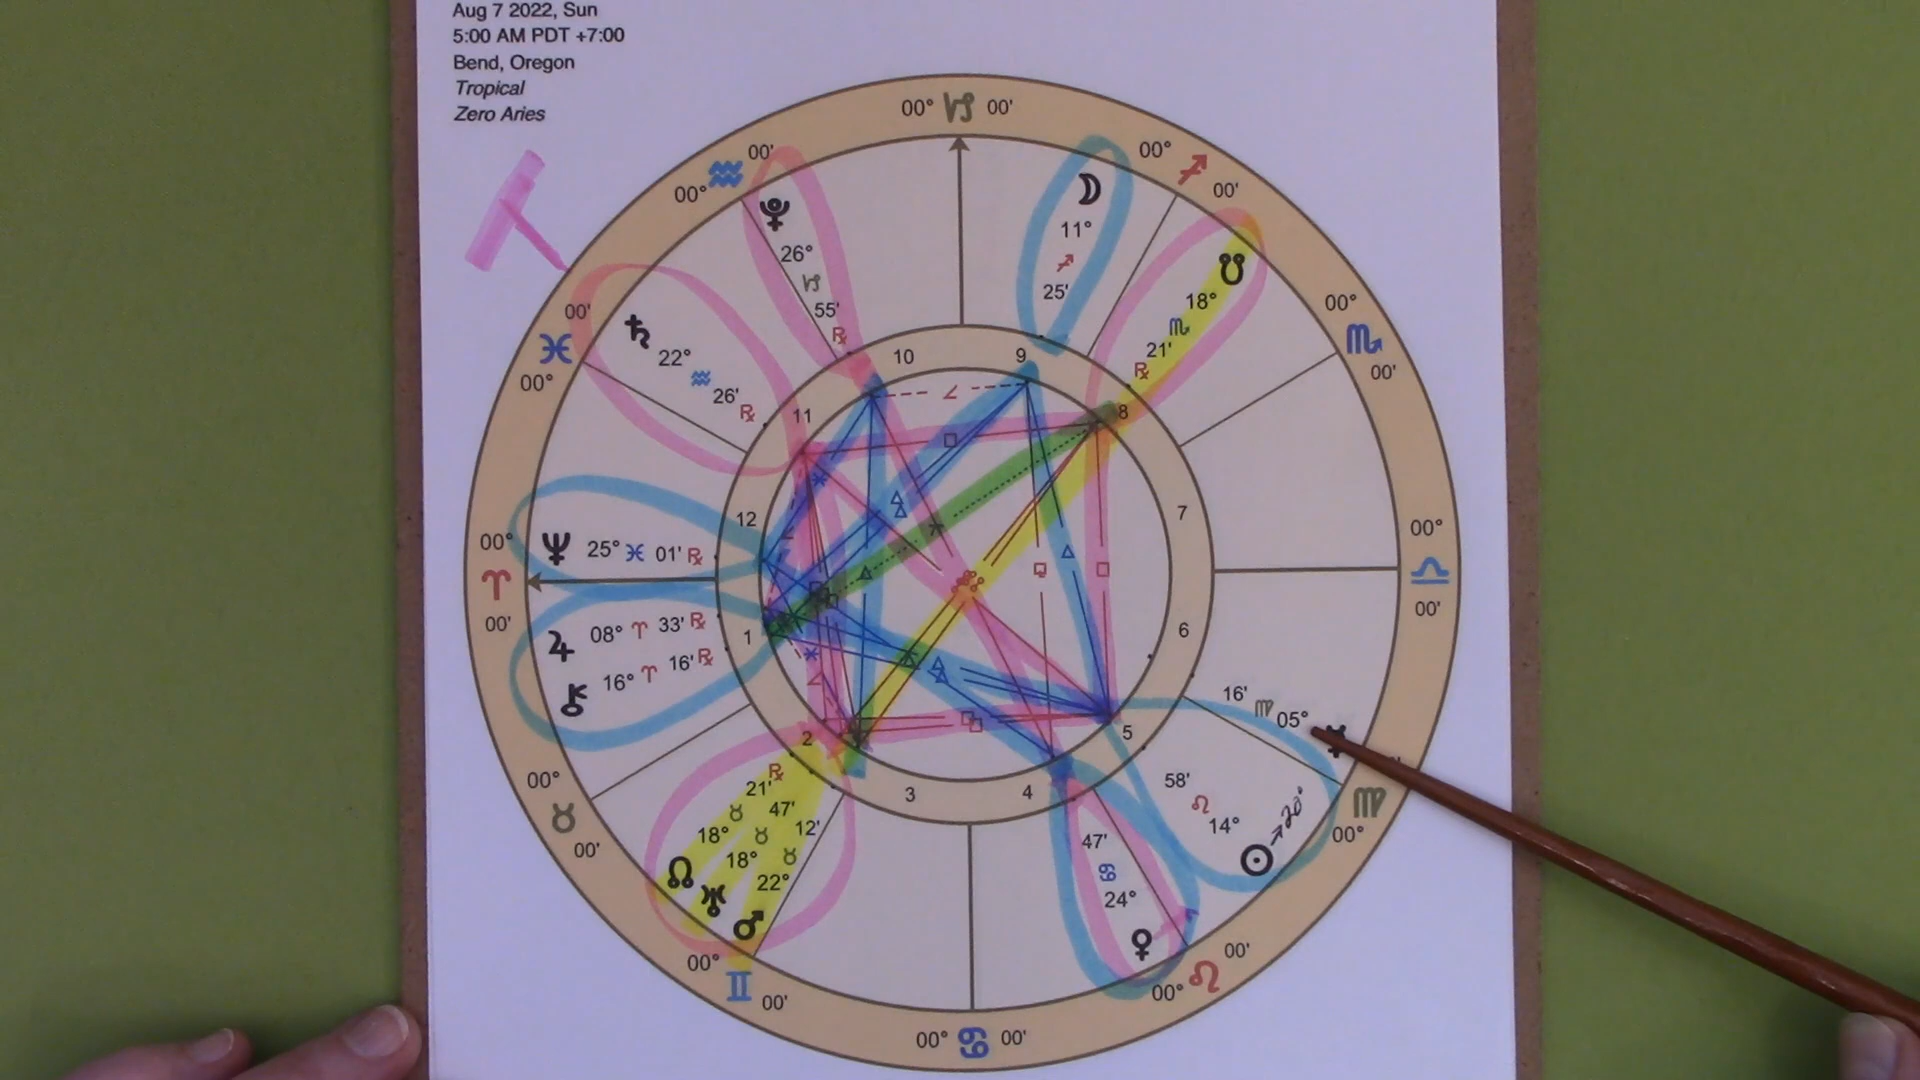 Aug 7 2022, Sun
5:00 AM PDT +7:00
Bend, Oregon
Tropical
Zero Aries
00° ♑ 00'
00° ♐ 00'
00° ♏ 00'
00° ♎ 00'
♍ 00°
00° ♌ 00'
00° ♋ 00'
00° ♊ 00'
00° ♉ 00'
00° ♈ 00'
00° ♓ 00'
00° ♒ 00'
♇ 26° ♑ 55' ℞
☽ 11° ♐ 25'
☋ 18° ♏ 21' ℞
♄ 22° ♒ 26' ℞
♆ 25° ♓ 01' ℞
♃ 08° ♈ 33' ℞
⚷ 16° ♈ 16' ℞
☊ 18° ♉ 21' ℞
♅ 18° ♉ 47'
♂ 22° ♉ 12'
♀ 24° ♋ 47'
☉ 14° ♌ 58'
→ 20°
☿ 05° ♍ 16'
1
2
3
4
5
6
7
8
9
10
11
12